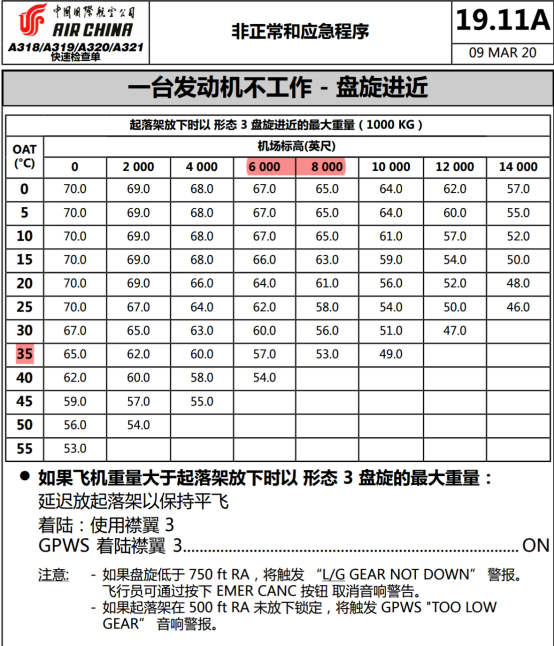 中国国际航空公司
AIR CHINA
A318/A319/A320/A321
快速检查单
非正常和应急程序
19.11A
09 MAR 20
一台发动机不工作 - 盘旋进近
起落架放下时以 形态 3 盘旋进近的最大重量 ( 1000 KG )
OAT (°C) 机场标高(英尺)
0 2 000 4 000 6 000 8 000 10 000 12 000 14 000
0 70.0 69.0 68.0 67.0 65.0 64.0 62.0 57.0
5 70.0 69.0 68.0 67.0 65.0 64.0 60.0 55.0
10 70.0 69.0 68.0 67.0 65.0 61.0 57.0 52.0
15 70.0 69.0 68.0 66.0 63.0 59.0 54.0 50.0
20 70.0 69.0 66.0 64.0 61.0 56.0 52.0 48.0
25 70.0 67.0 64.0 62.0 58.0 54.0 50.0 46.0
30 67.0 65.0 63.0 60.0 56.0 51.0 47.0
35 65.0 62.0 60.0 57.0 53.0 49.0
40 62.0 60.0 58.0 54.0
45 59.0 57.0 55.0
50 56.0 54.0
55 53.0
● 如果飞机重量大于起落架放下时以 形态 3 盘旋的最大重量：
延迟放起落架以保持平飞
着陆：使用襟翼 3
GPWS 着陆襟翼 3.................................................................. ON
注意: - 如果盘旋低于 750 ft RA，将触发 “L/G GEAR NOT DOWN” 警报。
飞行员可通过按下 EMER CANC 按钮 取消音响警告。
- 如果起落架在 500 ft RA 未放下锁定，将触发 GPWS "TOO LOW
GEAR” 音响警报。